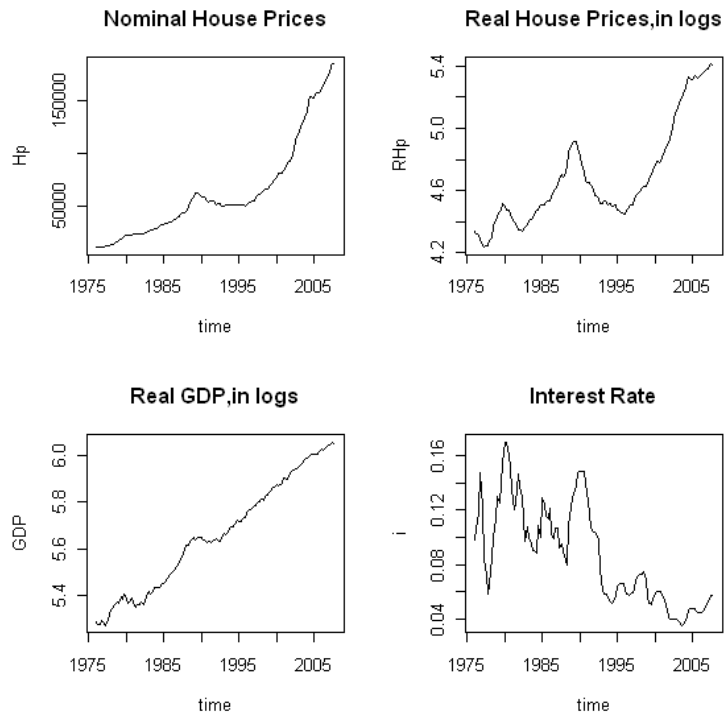 Nominal House Prices
Hp
50000 150000
1975 1985 1995 2005
time
Real House Prices,in logs
RHp
4.2 4.6 5.0 5.4
1975 1985 1995 2005
time
Real GDP,in logs
GDP
5.4 5.6 5.8 6.0
1975 1985 1995 2005
time
Interest Rate
i
0.04 0.08 0.12 0.16
1975 1985 1995 2005
time